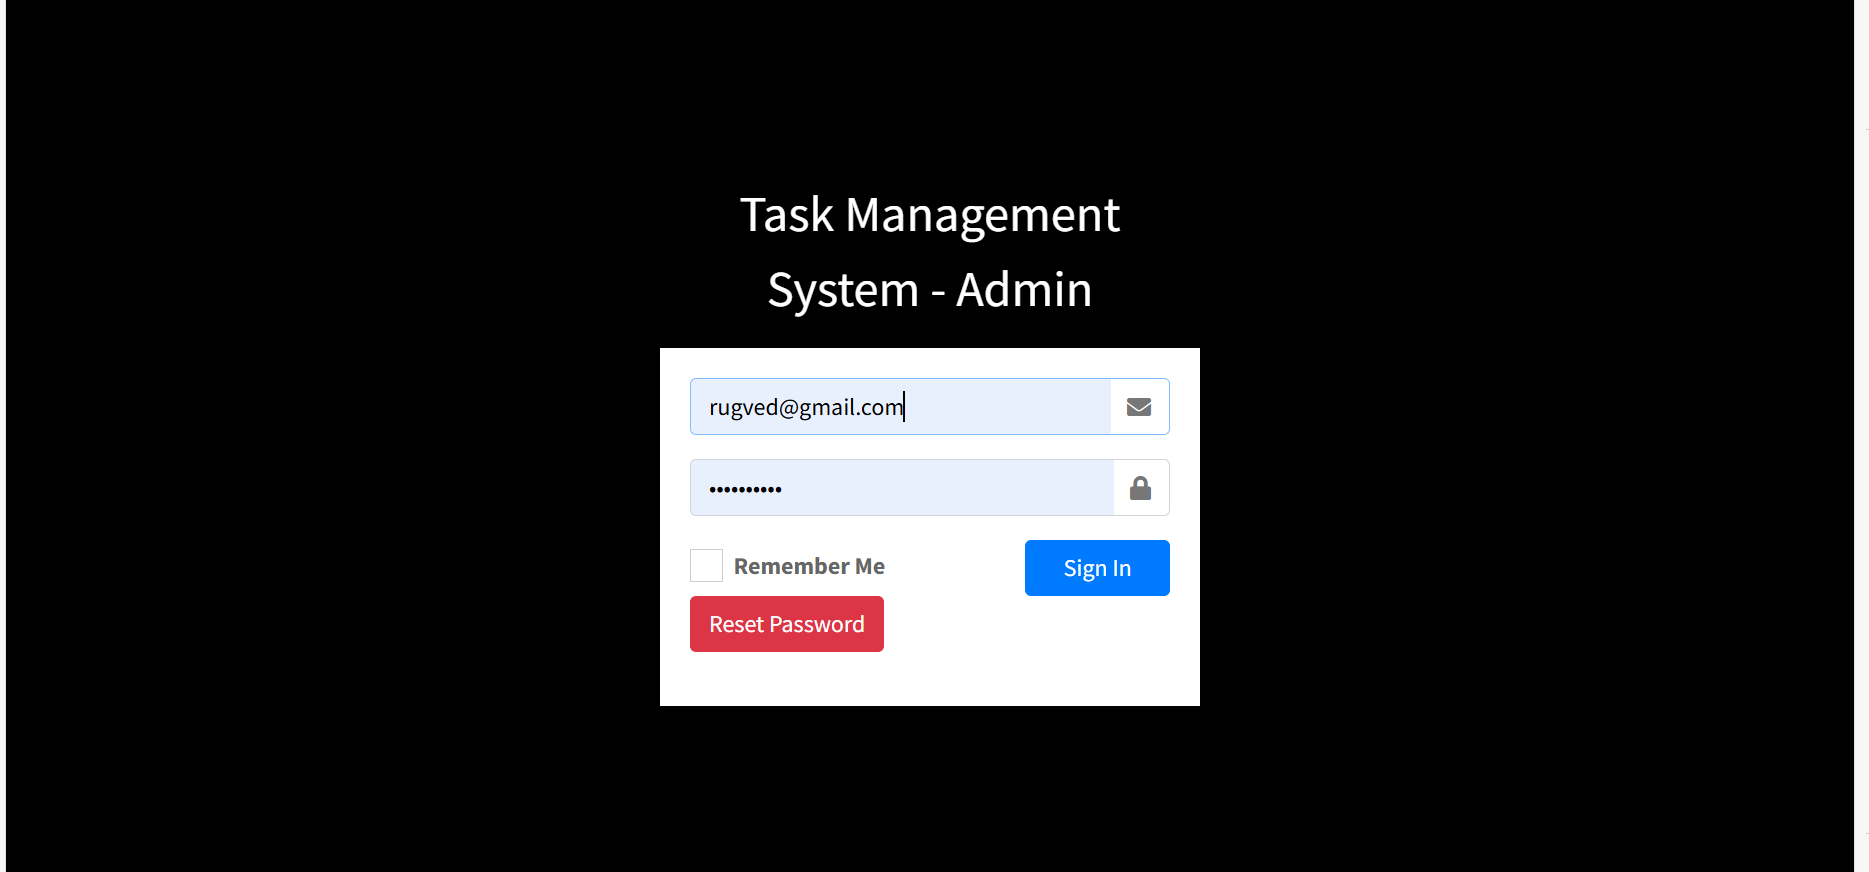 Task Management
System - Admin
rugved@gmail.com
••••••••••
Remember Me
Sign In
Reset Password